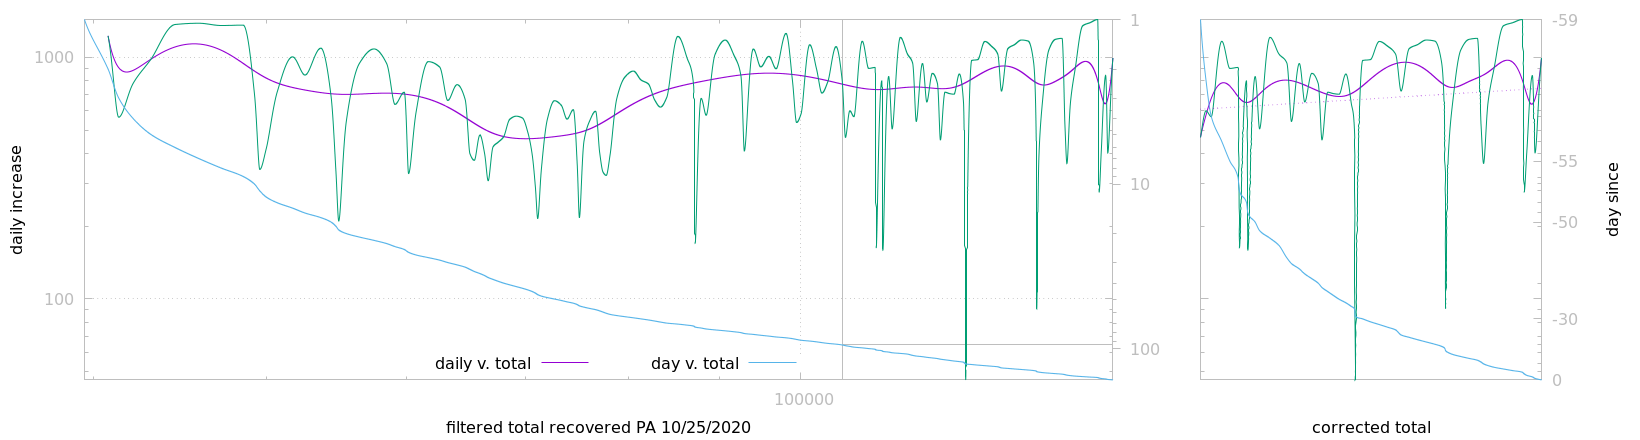 1000
100
daily increase
daily v. total
day v. total
100000
filtered total recovered PA 10/25/2020
1
10
100
-59
-55
-50
-30
0
day since
corrected total